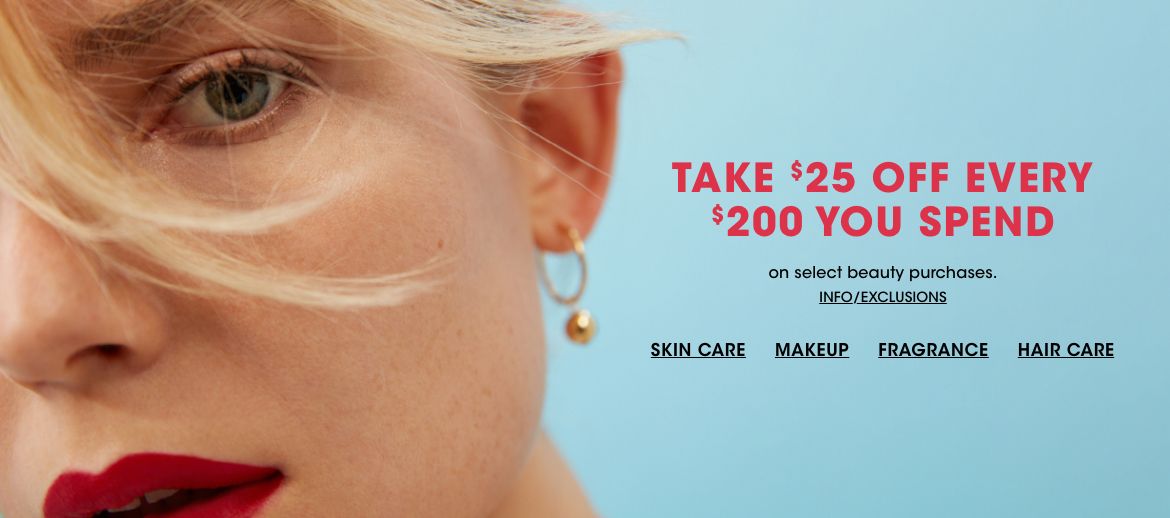 TAKE $25 OFF EVERY
$200 YOU SPEND
on select beauty purchases.
INFO/EXCLUSIONS
SKIN CARE MAKEUP FRAGRANCE HAIR CARE